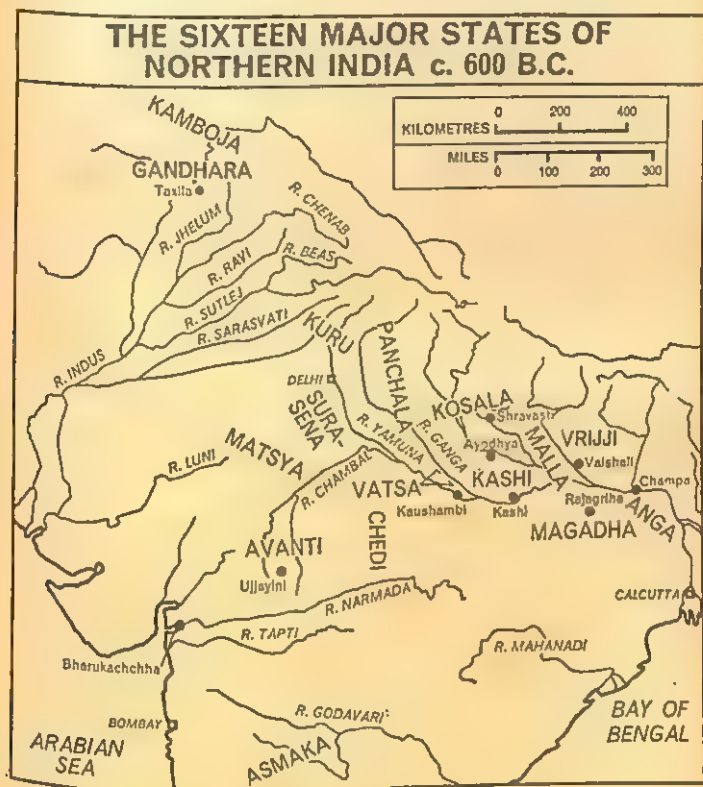 THE SIXTEEN MAJOR STATES OF
NORTHERN INDIA c. 600 B.C.
0 200 400
KILOMETRES
MILES
0 100 200 300
KAMBOJA
GANDHARA
Taxila
R. JHELUM
R. CHENAB
R. RAVI
R. BEAS
R. SUTLEJ
R. SARASVATI
R. INDUS
KURU
PANCHALA
DELHI
SURA-
SENA
KOSALA
Shravasti
R. GANGA
R. YAMUNA
Ayodhya
MALLA
VRIJJI
Vaishali
MATSYA
R. LUNI
R. CHAMBAL
VATSA
Kaushambi
KASHI
Kashi
Champa
Rajagriha
ANGA
MAGADHA
AVANTI
Ujjayini
CHEDI
CALCUTTA
R. NARMADA
R. TAPTI
Bharukachchha
R. MAHANADI
BOMBAY
R. GODAVARI
ASMAKA
ARABIAN
SEA
BAY OF
BENGAL